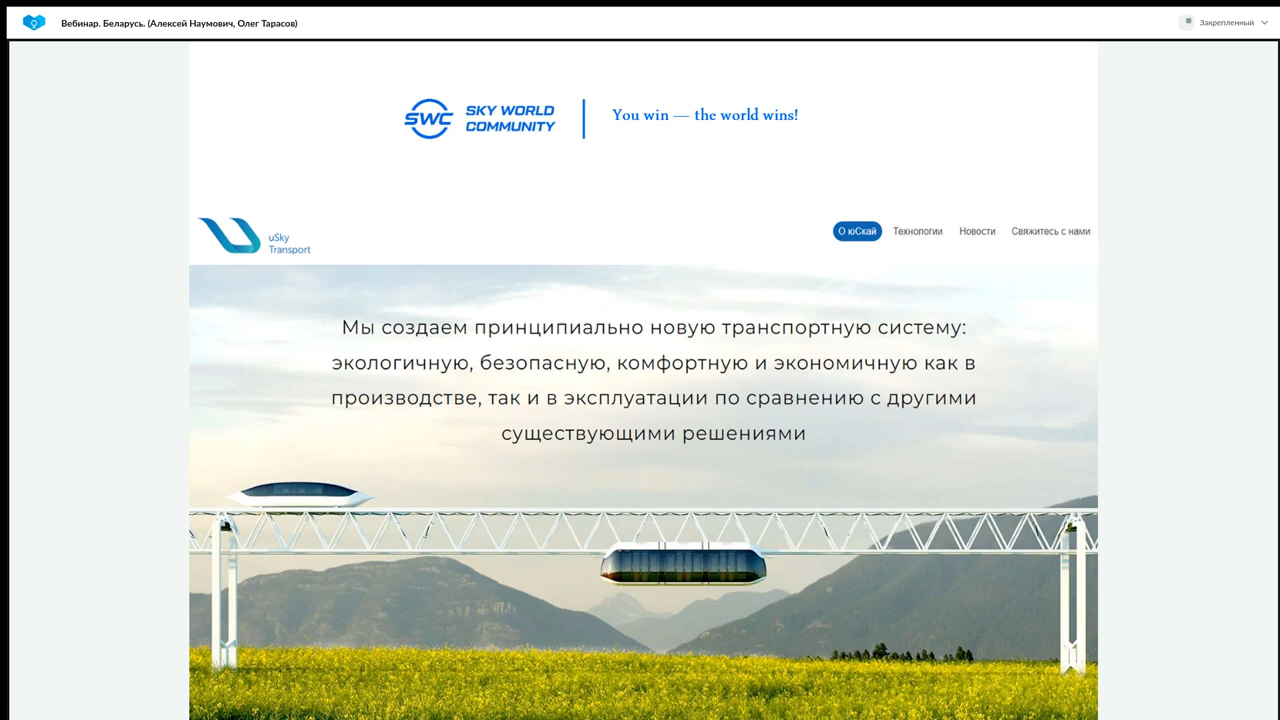 Вебинар. Беларусь. (Алексей Наумович, Олег Тарасов)
Закрепленный
SWC
SKY WORLD
COMMUNITY
You win — the world wins!
uSky
Transport
О юСкай
Технологии
Новости
Свяжитесь с нами
Мы создаем принципиально новую транспортную систему:
экологичную, безопасную, комфортную и экономичную как в
производстве, так и в эксплуатации по сравнению с другими
существующими решениями